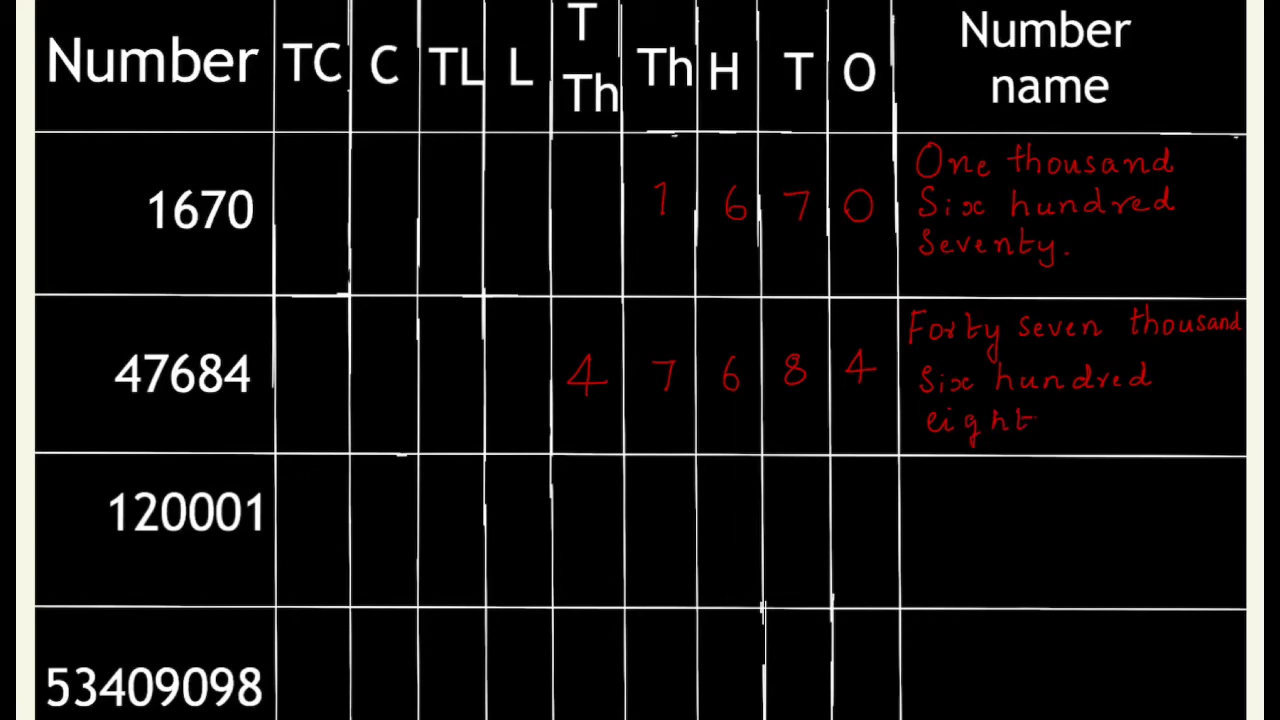 Number TC C TL L T Th Th H T O Number name
1670 1 6 7 0 One thousand
Six hundred
Seventy.
47684 4 7 6 8 4 Forty seven thousand
Six hundred
eight
120001
53409098